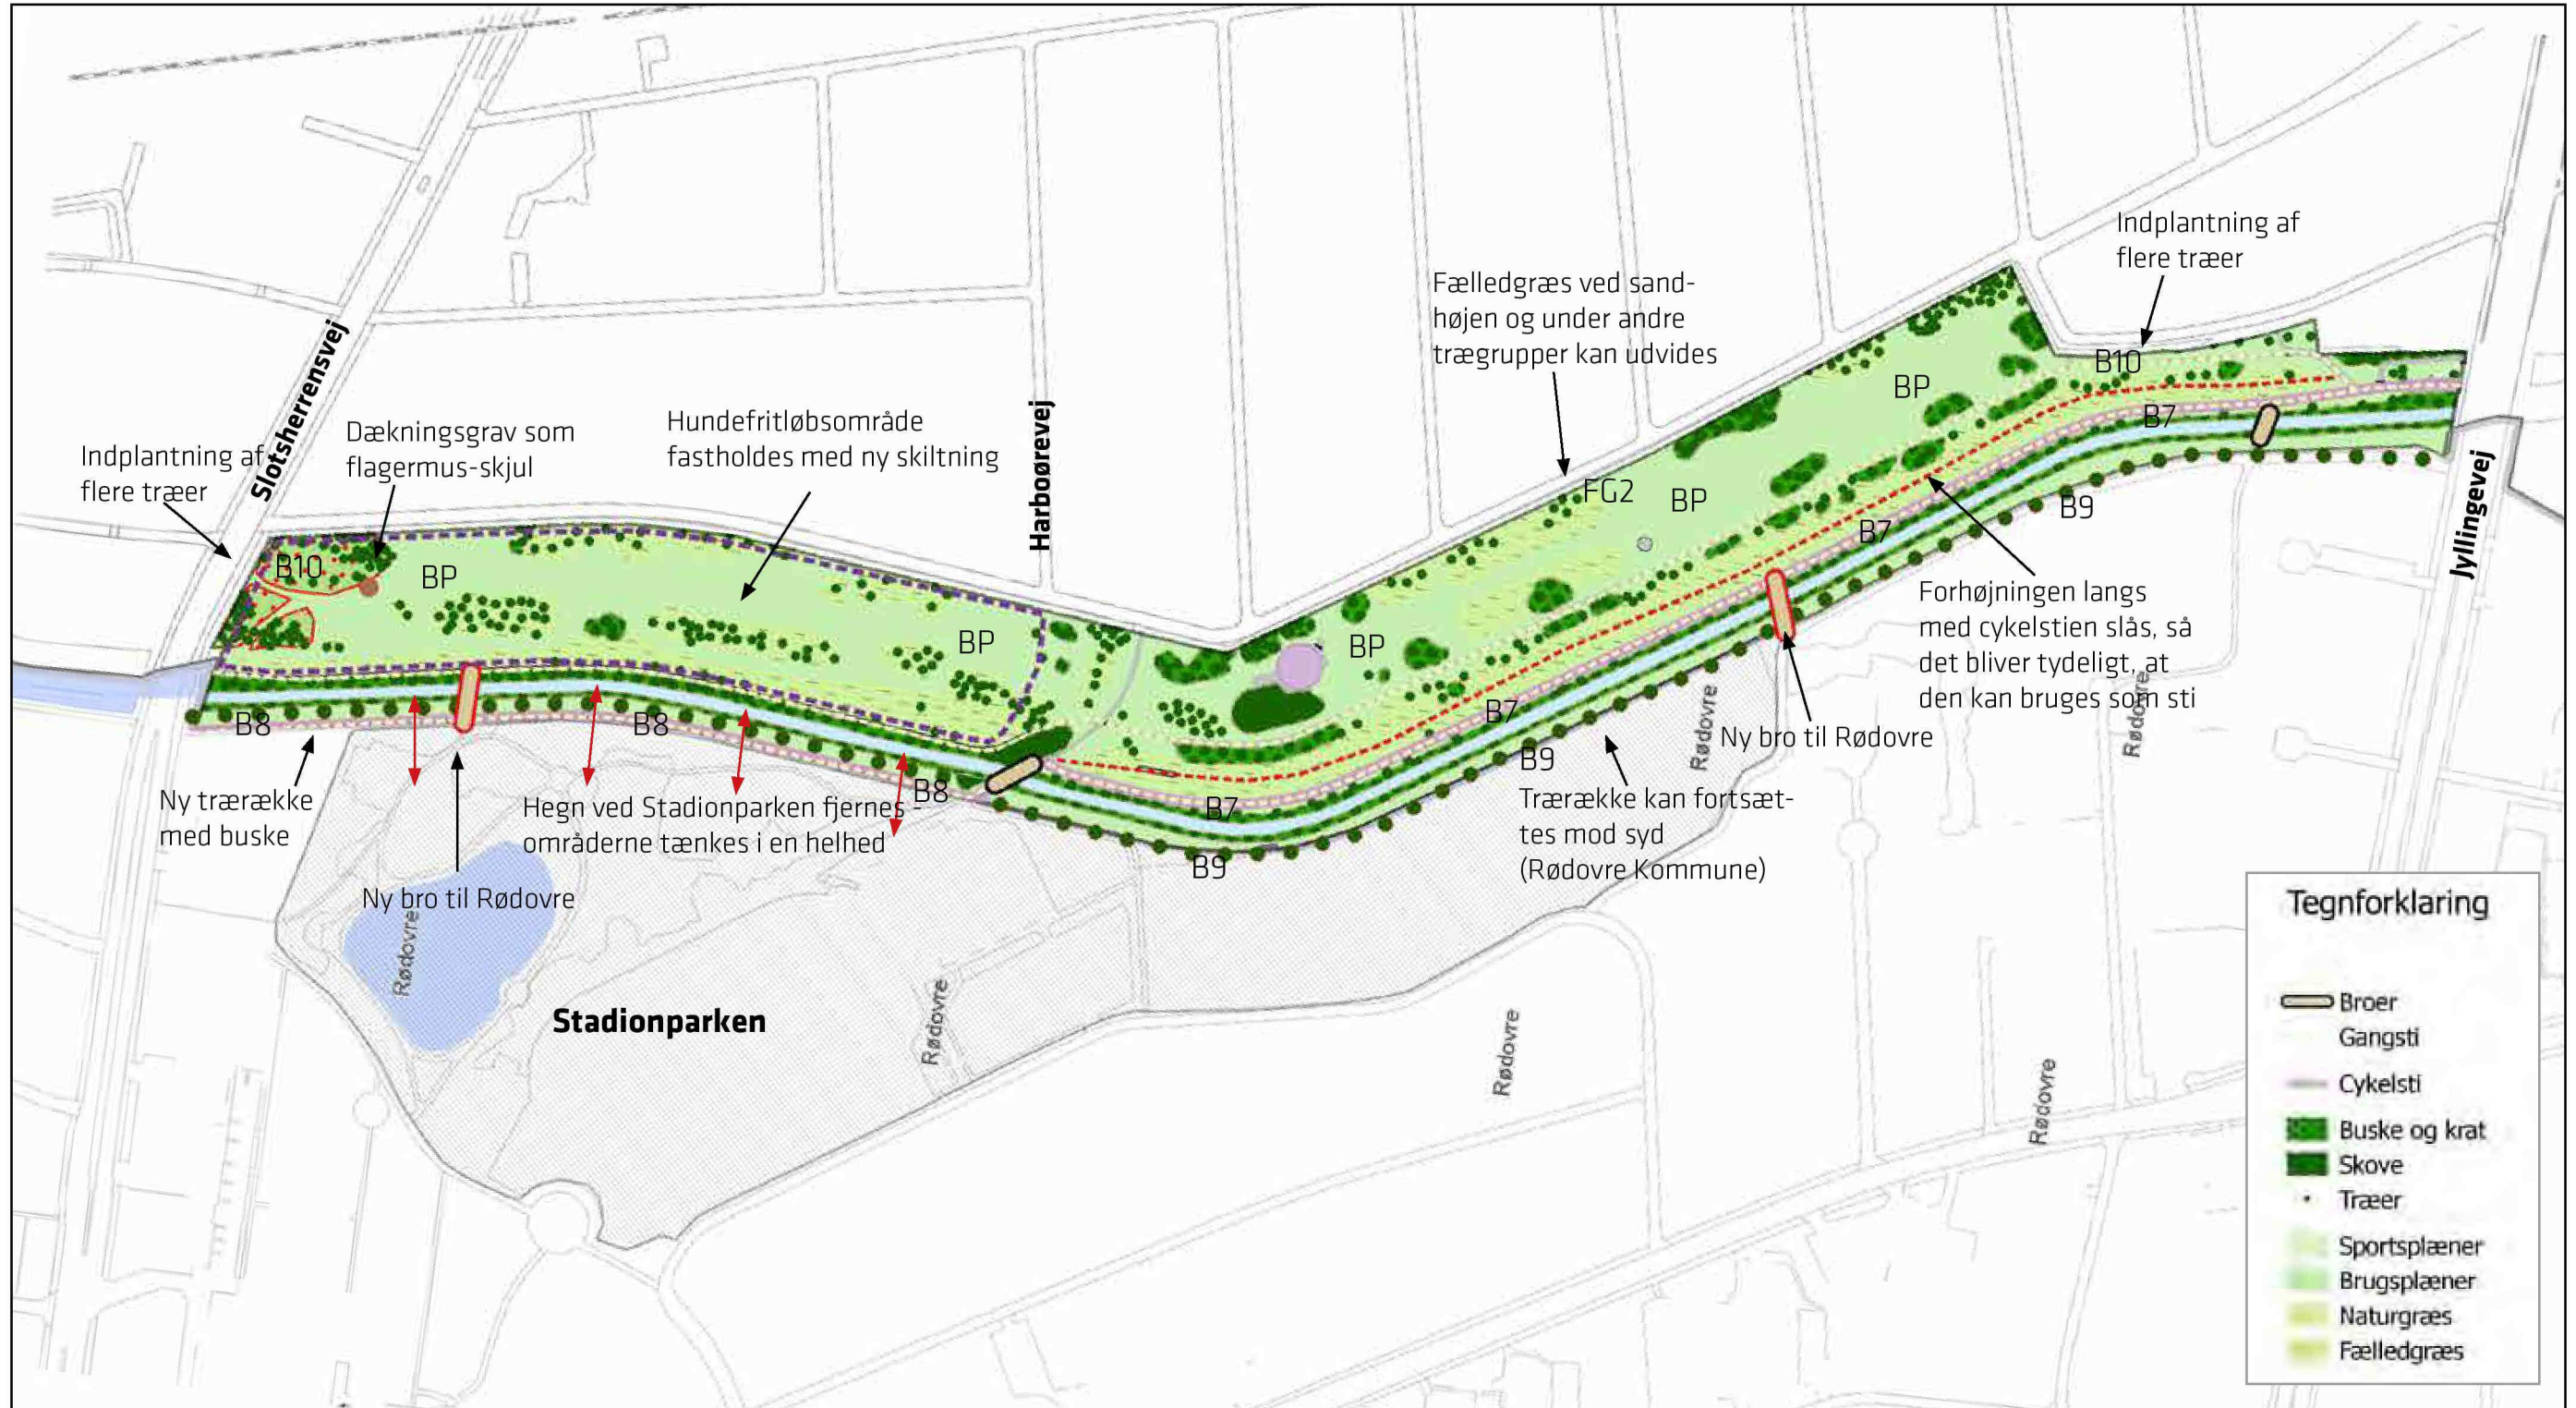 Indplantning af
flere træer
Fælledgræs ved sand-
højen og under andre
trægrupper kan udvides
Slotsherrensvej
Indplantning af
flere træer
Dækningsgrav som
flagermus-skjul
Hundefritløbsområde
fastholdes med ny skiltning
Harboørevej
Jyllingevej
B10
BP
B7
FG2
BP
B9
B7
B10
BP
BP
BP
Forhøjningen langs
med cykelstien slås, så
det bliver tydeligt, at
den kan bruges som sti
B8
B8
B8
B7
B7
B9
B9
Rødovre
Rødovre
Ny bro til Rødovre
Ny trærække
med buske
Hegn ved Stadionparken fjernes -
områderne tænkes i en helhed
Trærække kan fortsæt-
tes mod syd
(Rødovre Kommune)
Ny bro til Rødovre
Rødovre
Stadionparken
Rødovre
Rødovre
Rødovre
Tegnforklaring
Broer
Gangsti
Cykelsti
Buske og krat
Skove
Træer
Sportsplæner
Brugsplæner
Naturgræs
Fælledgræs